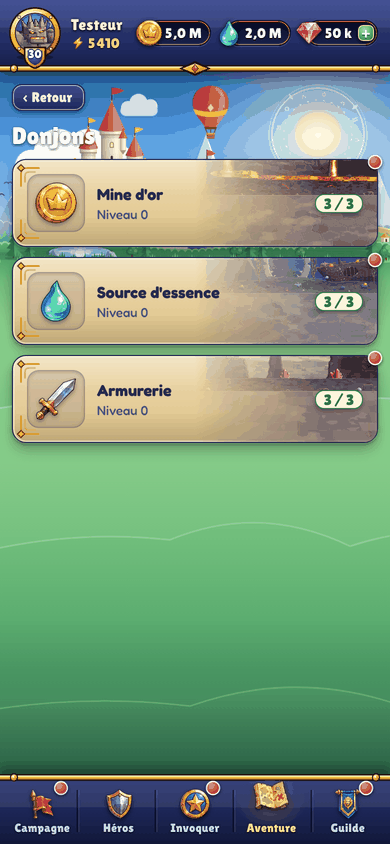 Testeur
5410
30
5,0 M
2,0 M
50 k
‹ Retour
Donjons
Mine d'or
Niveau 0
3 / 3
Source d'essence
Niveau 0
3 / 3
Armurerie
Niveau 0
3 / 3
Campagne
Héros
Invoquer
Aventure
Guilde